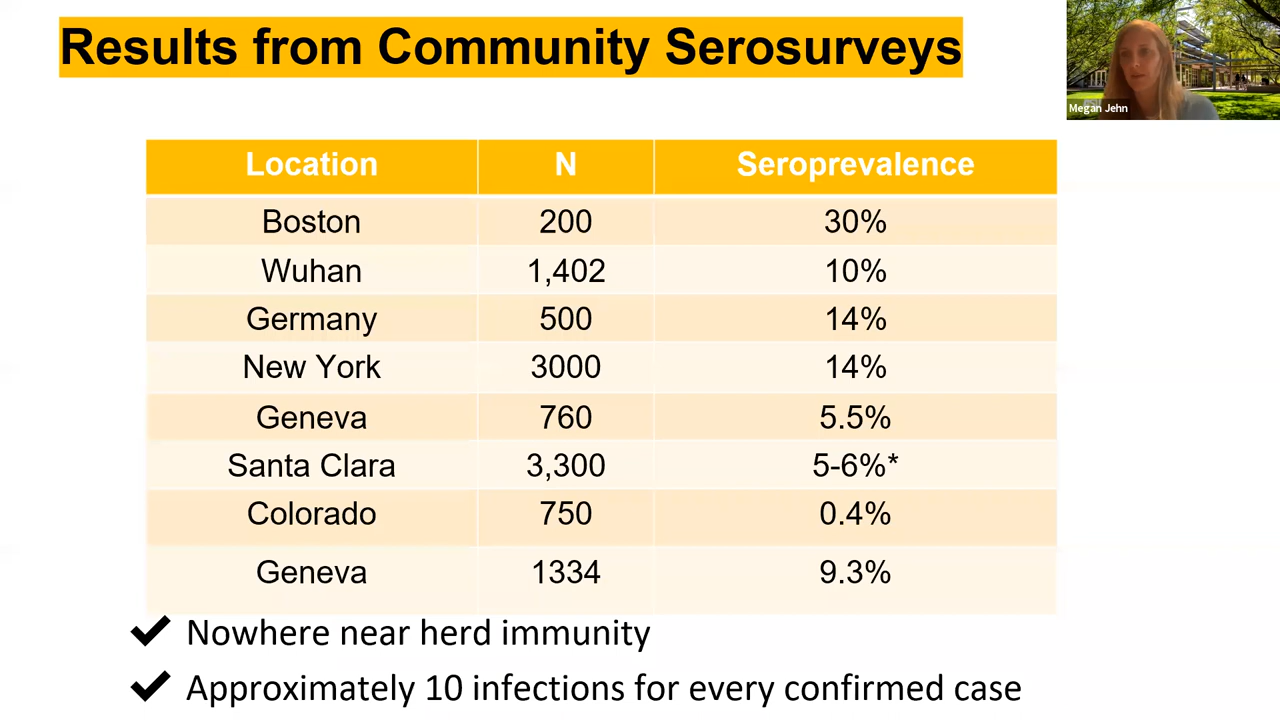 Results from Community Serosurveys
Megan Jehn
Location N Seroprevalence
Boston 200 30%
Wuhan 1,402 10%
Germany 500 14%
New York 3000 14%
Geneva 760 5.5%
Santa Clara 3,300 5-6%*
Colorado 750 0.4%
Geneva 1334 9.3%
✔ Nowhere near herd immunity
✔ Approximately 10 infections for every confirmed case